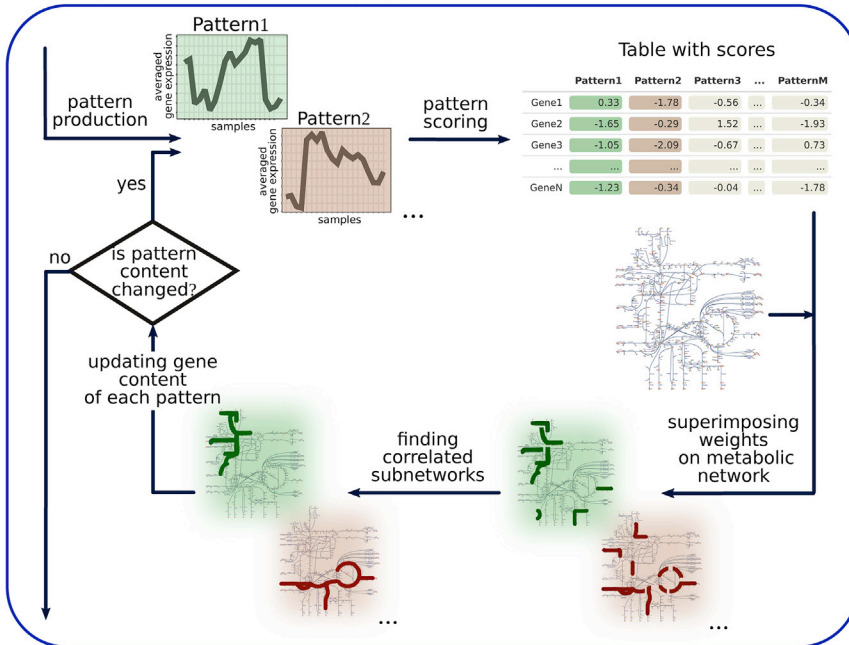 Pattern1
averaged
gene expression
samples
pattern
production
Pattern2
averaged
gene expression
samples
...
pattern
scoring
Table with scores
Pattern1 Pattern2 Pattern3 ... PatternM
Gene1 0.33 -1.78 -0.56 ... -0.34
Gene2 -1.65 -0.29 1.52 ... -1.93
Gene3 -1.05 -2.09 -0.67 ... 0.73
... ... ... ... ... ...
GeneN -1.23 -0.34 -0.04 ... -1.78
yes
no
is pattern
content
changed?
updating gene
content
of each pattern
finding
correlated
subnetworks
superimposing
weights
on metabolic
network
...
...